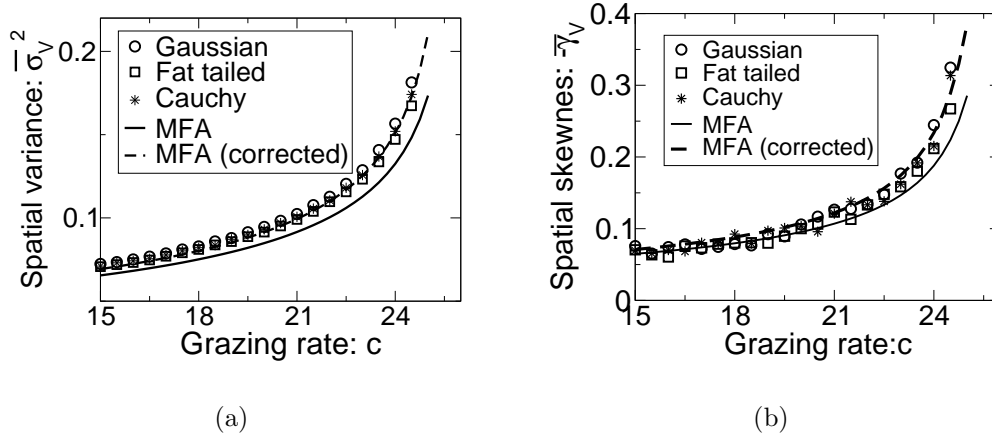 Spatial variance: σ̅_V²
0.2
0.1
Gaussian
Fat tailed
Cauchy
MFA
MFA (corrected)
15 18 21 24
Grazing rate: c
(a)
Spatial skewnes: -γ̅_V
0.4
0.3
0.2
0.1
0
Gaussian
Fat tailed
Cauchy
MFA
MFA (corrected)
15 18 21 24
Grazing rate:c
(b)